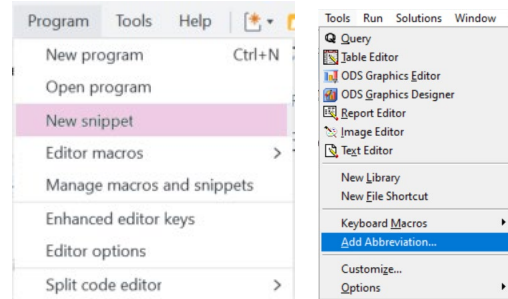 Program Tools Help
New program Ctrl+N
Open program
New snippet
Editor macros >
Manage macros and snippets
Enhanced editor keys
Editor options
Split code editor >
Tools Run Solutions Window
Query
Table Editor
ODS Graphics Editor
ODS Graphics Designer
Report Editor
Image Editor
Text Editor
New Library
New File Shortcut
Keyboard Macros
Add Abbreviation...
Customize...
Options